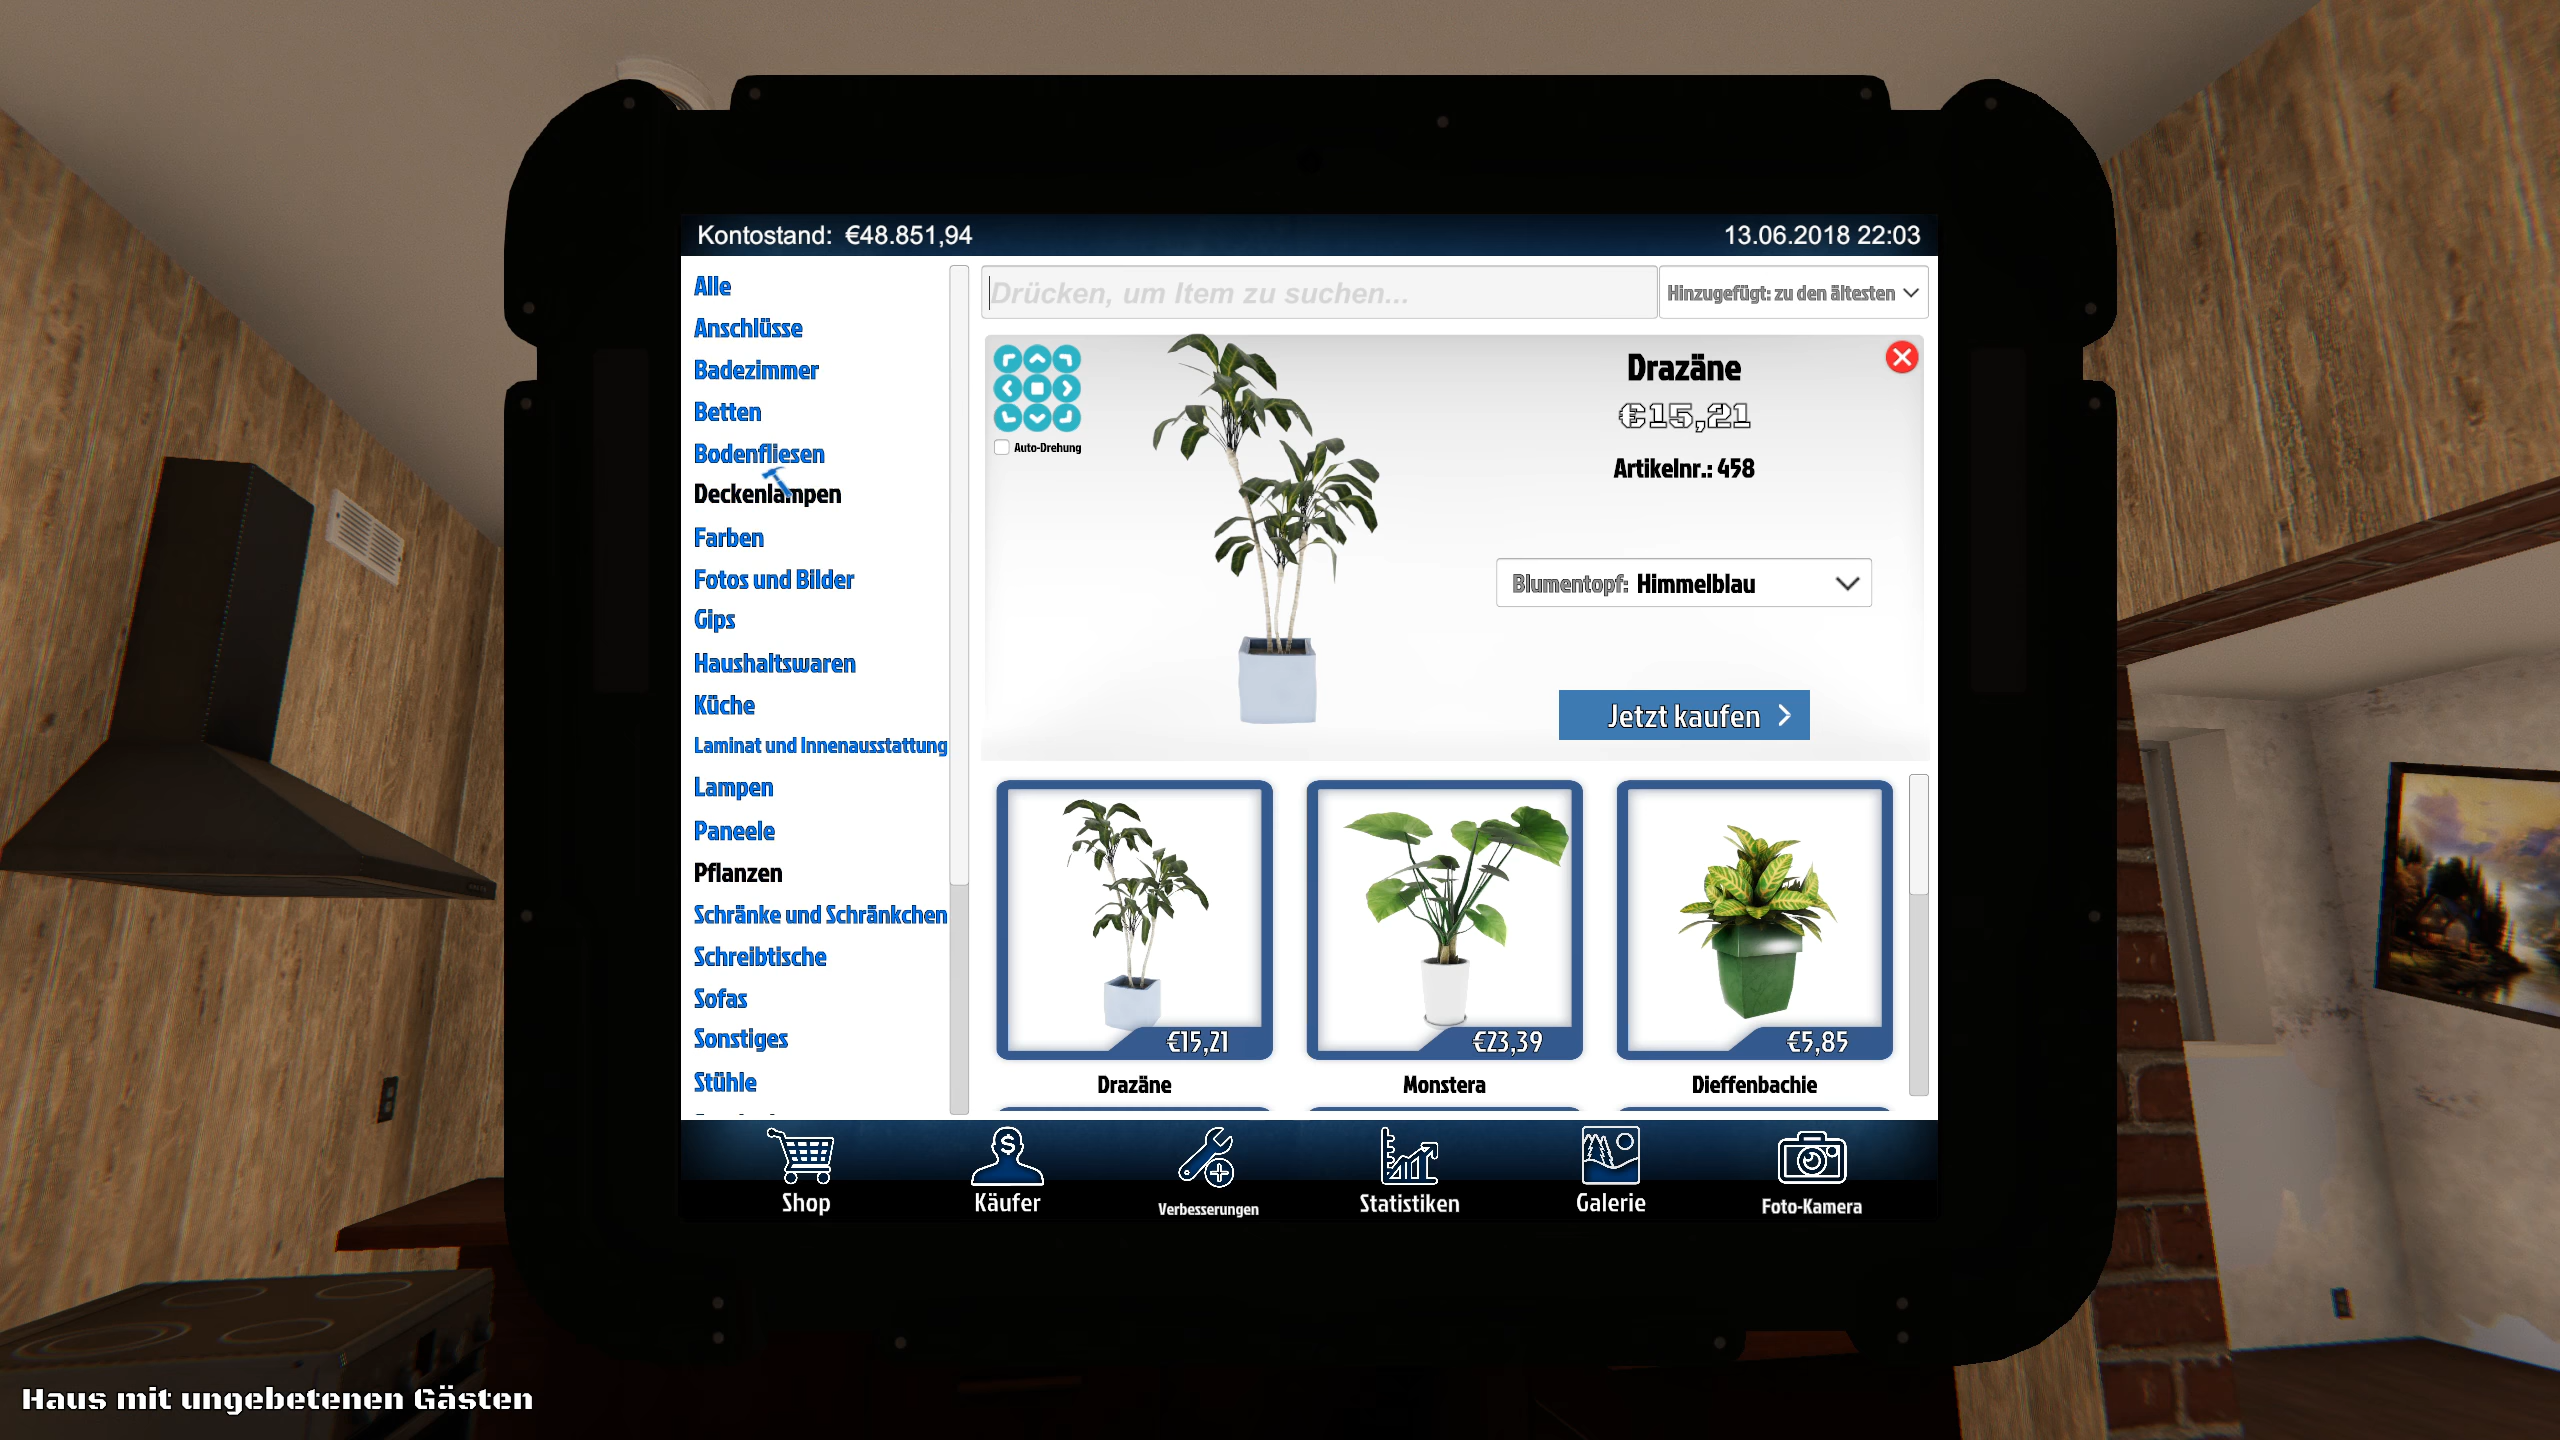 Kontostand: €48.851,94
13.06.2018 22:03
Alle
Anschlüsse
Badezimmer
Betten
Bodenfliesen
Deckenlampen
Farben
Fotos und Bilder
Gips
Haushaltswaren
Küche
Laminat und Innenausstattung
Lampen
Paneele
Pflanzen
Schränke und Schränkchen
Schreibtische
Sofas
Sonstiges
Stühle
Drücken, um Item zu suchen...
Hinzugefügt: zu den ältesten
Auto-Drehung
Drazäne
€15,21
Artikelnr.: 458
Blumentopf: Himmelblau
Jetzt kaufen
€15,21
€23,39
€5,85
Drazäne
Monstera
Dieffenbachie
Shop
Käufer
Verbesserungen
Statistiken
Galerie
Foto-Kamera
Haus mit ungebetenen Gästen